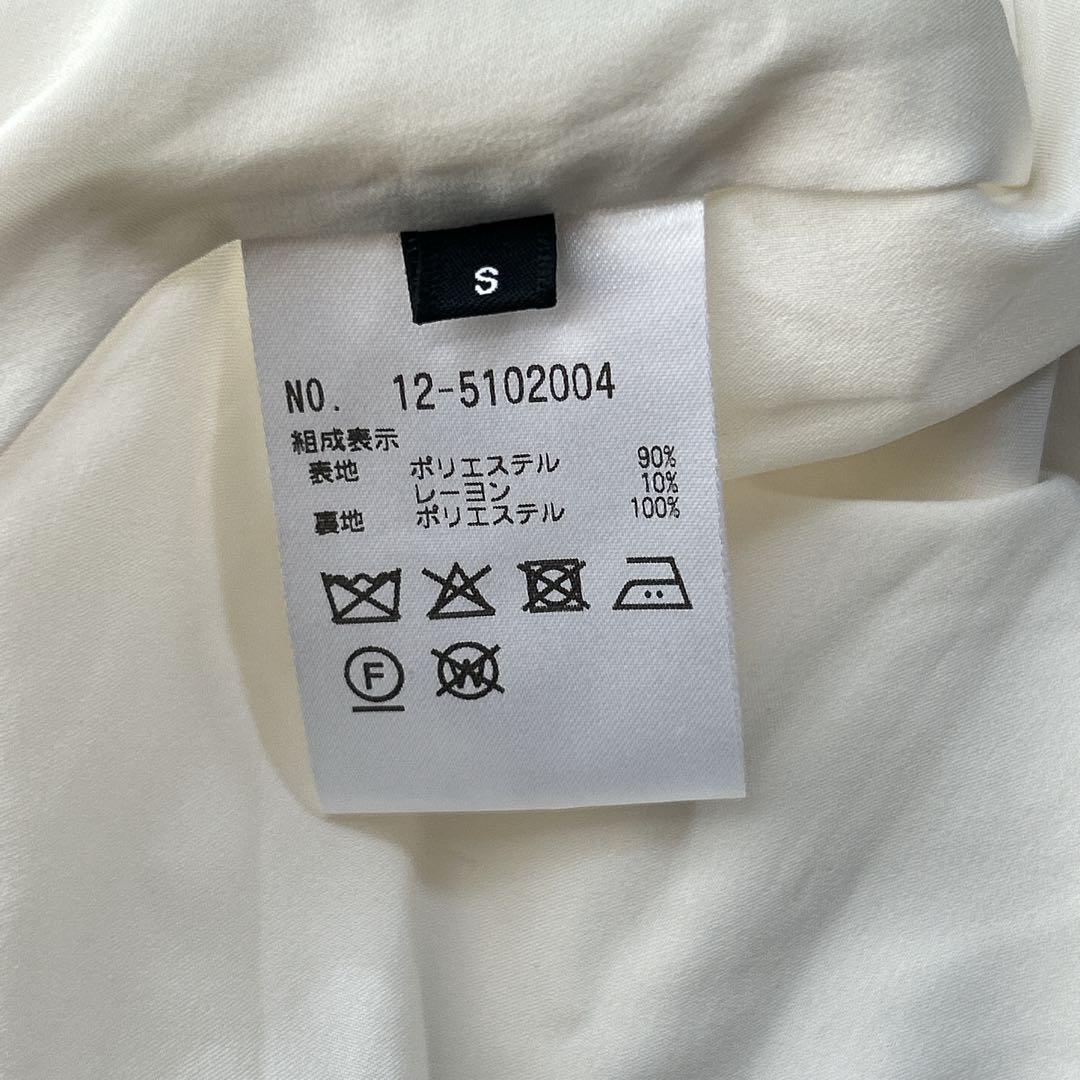 S
NO. 12-5102004
組成表示
表地 ポリエステル 90%
レーヨン 10%
裏地 ポリエステル 100%
F W